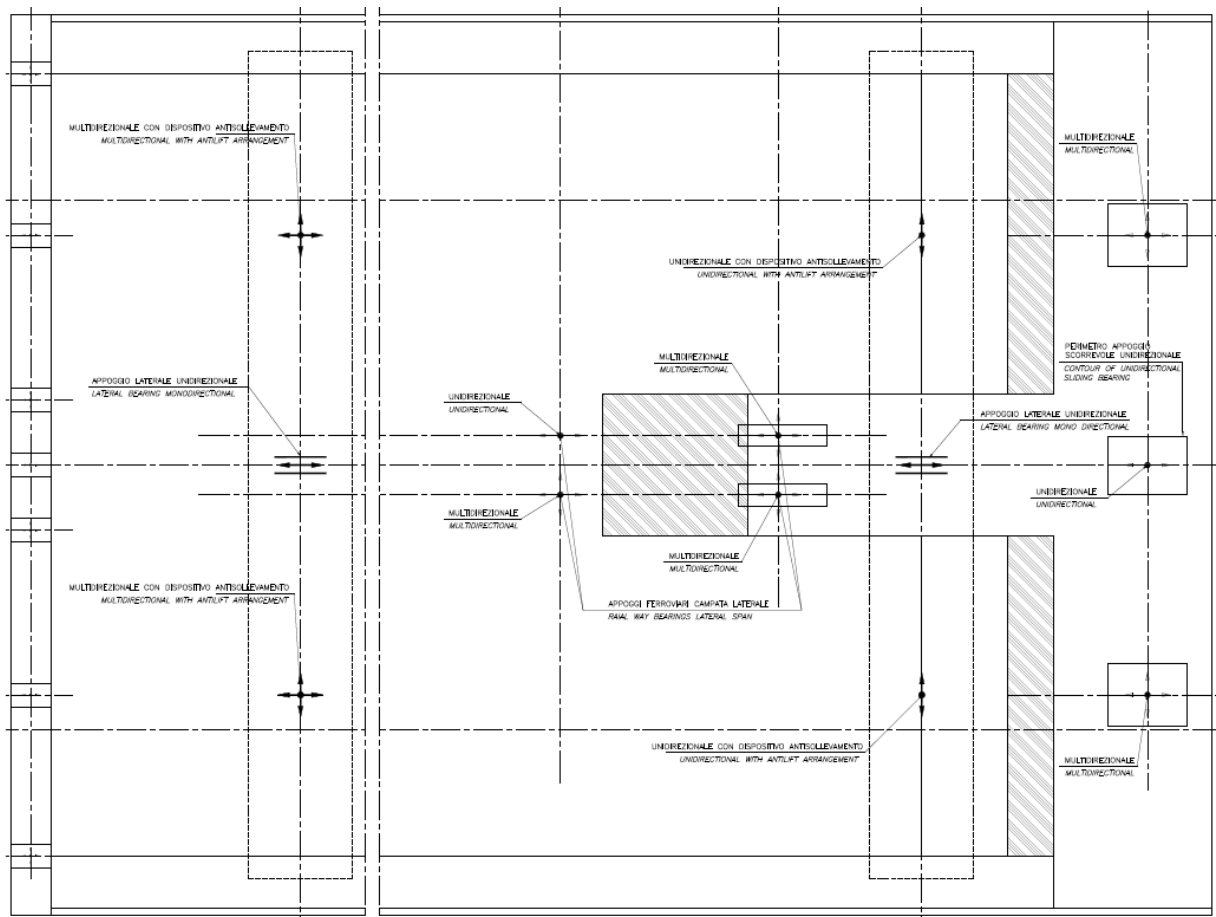 MULTIDIREZIONALE CON DISPOSITIVO ANTISOLLEVAMENTO
MULTIDIRECTIONAL WITH ANTILIFT ARRANGEMENT
MULTIDIREZIONALE
MULTIDIRECTIONAL
UNIDIREZIONALE CON DISPOSITIVO ANTISOLLEVAMENTO
UNIDIRECTIONAL WITH ANTILIFT ARRANGEMENT
PERIMETRO APPOGGIO
SCORREVOLE UNIDIREZIONALE
CONTOUR OF UNIDIRECTIONAL
SLIDING BEARING
MULTIDIREZIONALE
MULTIDIRECTIONAL
APPOGGIO LATERALE UNIDIREZIONALE
LATERAL BEARING MONODIRECTIONAL
UNIDIREZIONALE
UNIDIRECTIONAL
APPOGGIO LATERALE UNIDIREZIONALE
LATERAL BEARING MONO DIRECTIONAL
UNIDIREZIONALE
UNIDIRECTIONAL
MULTIDIREZIONALE
MULTIDIRECTIONAL
MULTIDIREZIONALE
MULTIDIRECTIONAL
MULTIDIREZIONALE CON DISPOSITIVO ANTISOLLEVAMENTO
MULTIDIRECTIONAL WITH ANTILIFT ARRANGEMENT
APPOGGI FERROVIARI CAMPATA LATERALE
RAIAL WAY BEARINGS LATERAL SPAN
UNIDIREZIONALE CON DISPOSITIVO ANTISOLLEVAMENTO
UNIDIRECTIONAL WITH ANTILIFT ARRANGEMENT
MULTIDIREZIONALE
MULTIDIRECTIONAL